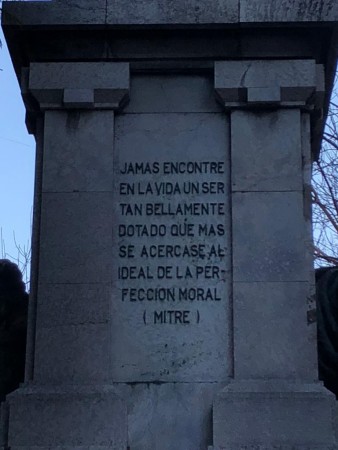 JAMAS ENCONTRE
EN LA VIDA UN SER
TAN BELLAMENTE
DOTADO QUE MAS
SE ACERCASE AL
IDEAL DE LA PER-
FECCION MORAL
( MITRE )